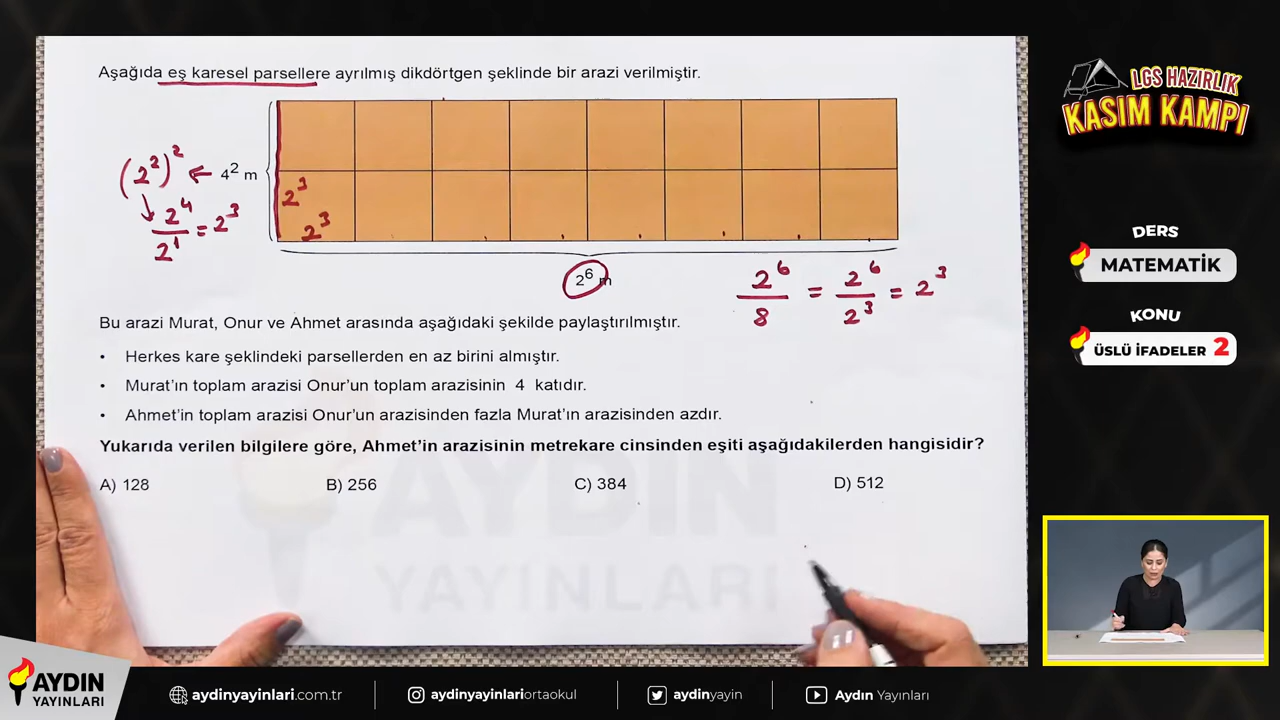 Aşağıda eş karesel parsellere ayrılmış dikdörtgen şeklinde bir arazi verilmiştir.
(2²)² ← 4² m
↓ 2⁴/2¹ = 2³
2³
2³
2⁶ m
2⁶/8 = 2⁶/2³ = 2³
Bu arazi Murat, Onur ve Ahmet arasında aşağıdaki şekilde paylaştırılmıştır.
• Herkes kare şeklindeki parsellerden en az birini almıştır.
• Murat'ın toplam arazisi Onur'un toplam arazisinin 4 katıdır.
• Ahmet'in toplam arazisi Onur'un arazisinden fazla Murat'ın arazisinden azdır.
Yukarıda verilen bilgilere göre, Ahmet'in arazisinin metrekare cinsinden eşiti aşağıdakilerden hangisidir?
A) 128 B) 256 C) 384 D) 512
AYDIN
YAYINLARI
LGS HAZIRLIK
KASIM KAMPI
DERS
MATEMATİK
KONU
ÜSLÜ İFADELER 2
AYDIN
YAYINLARI
aydinyayinlari.com.tr
aydinyayinlariortaokul
aydinyayin
Aydın Yayınları